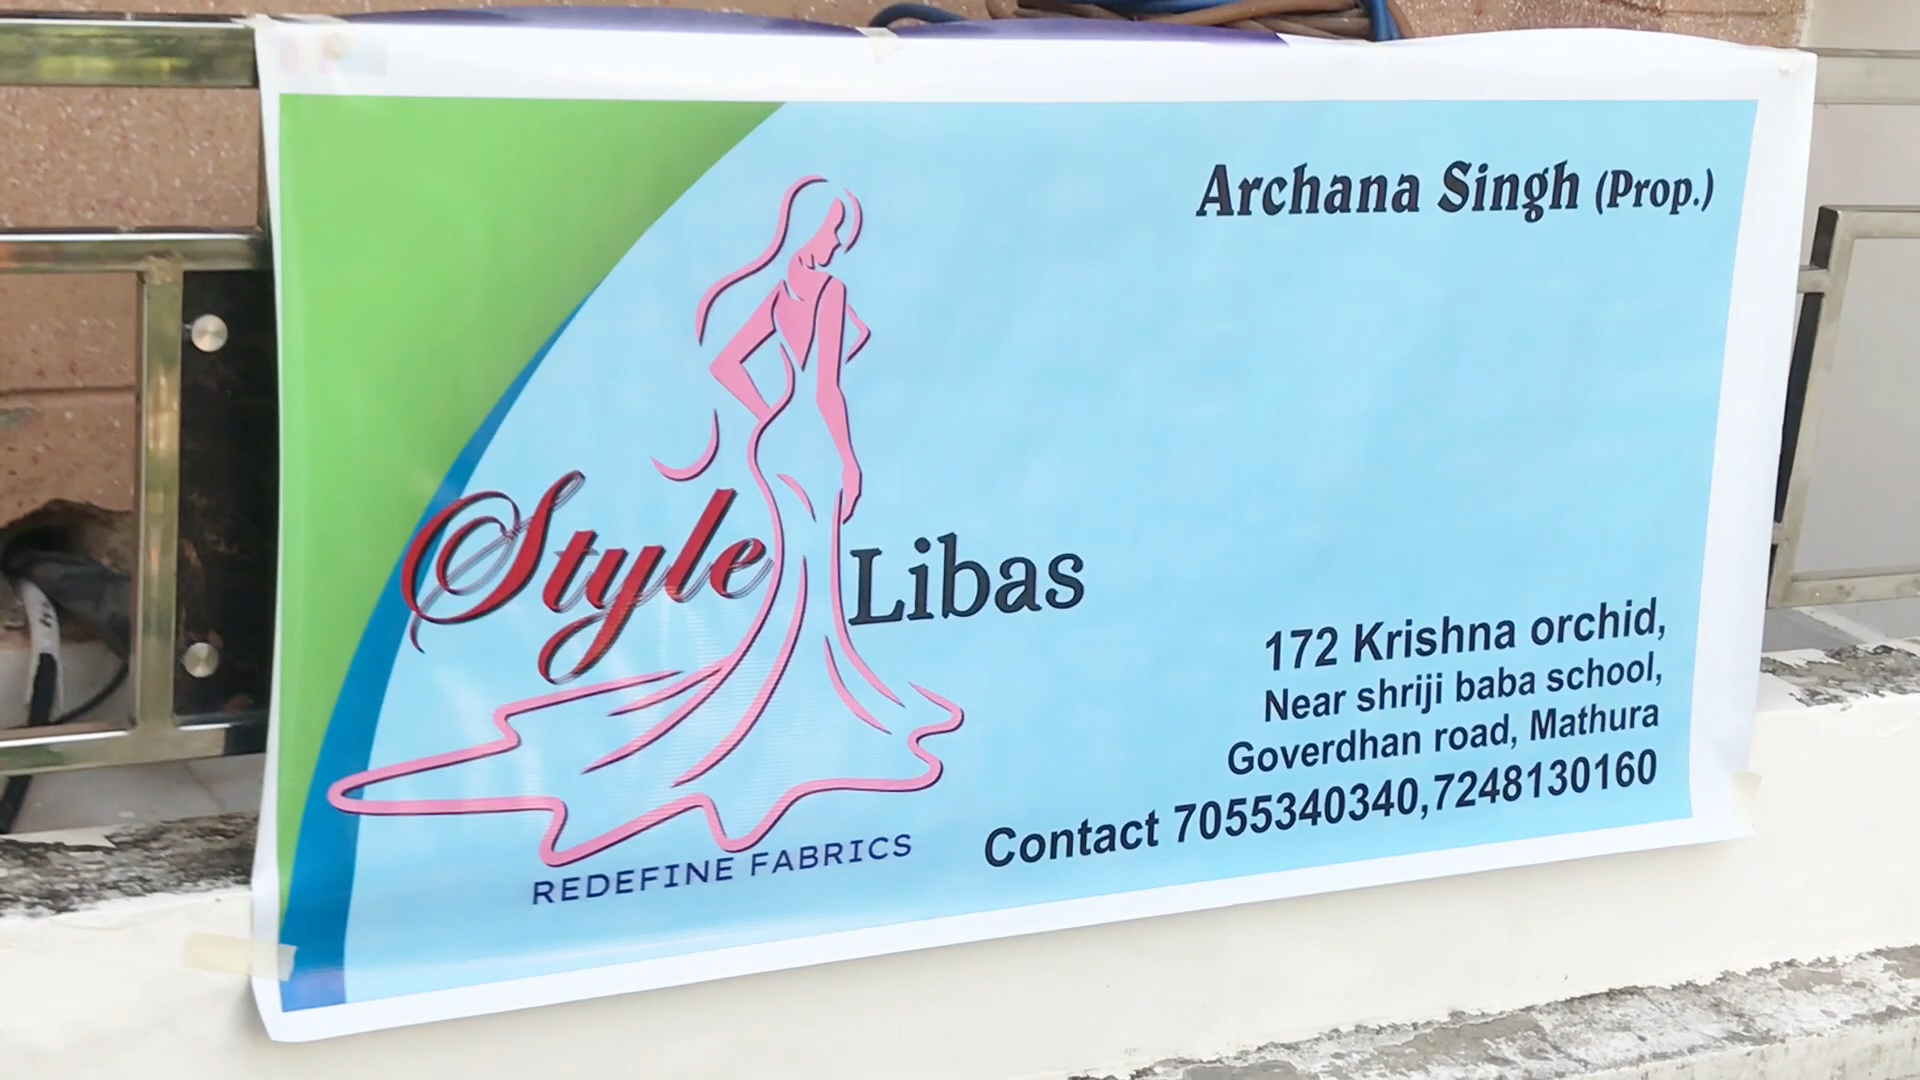 Archana Singh (Prop.)
Style Libas
REDEFINE FABRICS
172 Krishna orchid,
Near shriji baba school,
Goverdhan road, Mathura
Contact 7055340340,7248130160